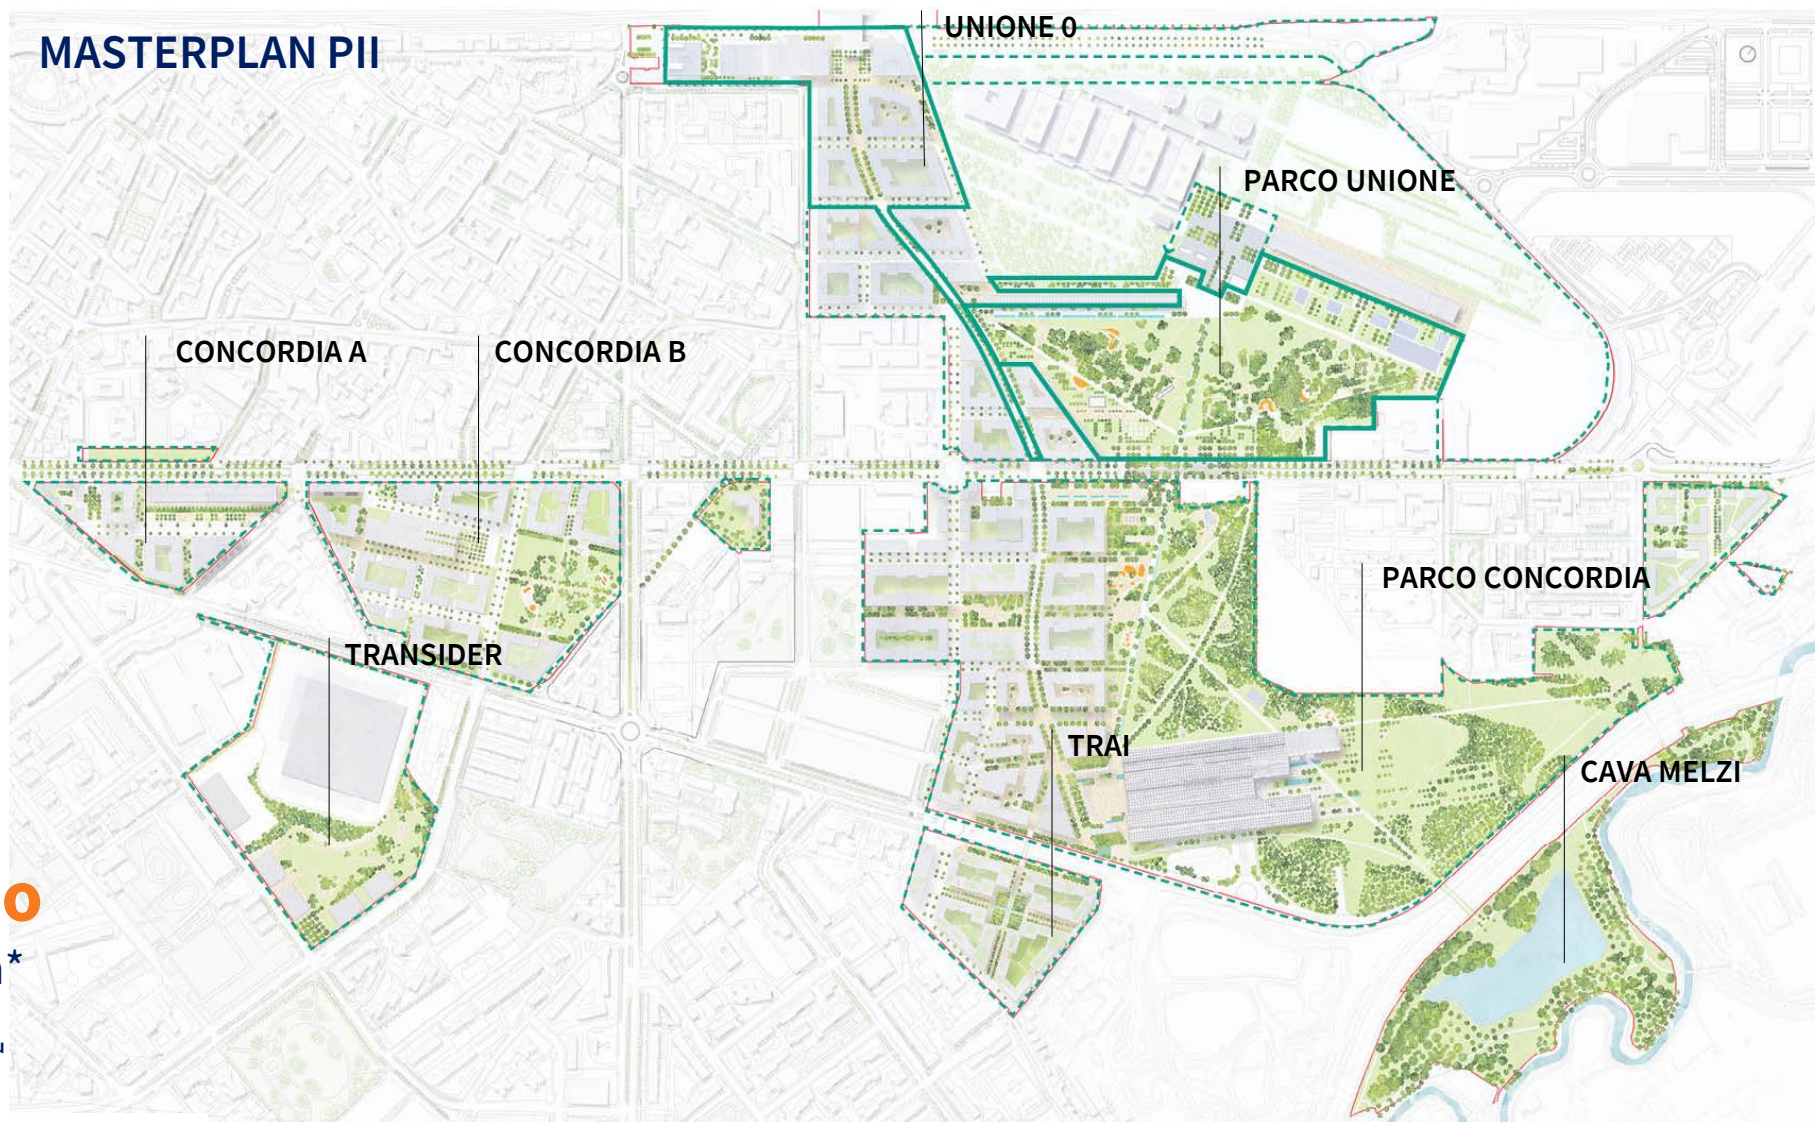 MASTERPLAN PII
UNIONE 0
PARCO UNIONE
CONCORDIA A
CONCORDIA B
PARCO CONCORDIA
TRANSIDER
TRAI
CAVA MELZI
o
*